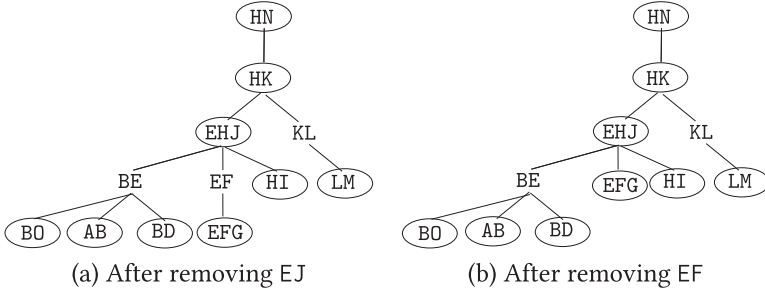 HN HN
HK HK
EHJ KL EHJ KL
BE EF HI LM BE EFG HI LM
BO AB BD EFG BO AB BD
(a) After removing EJ (b) After removing EF